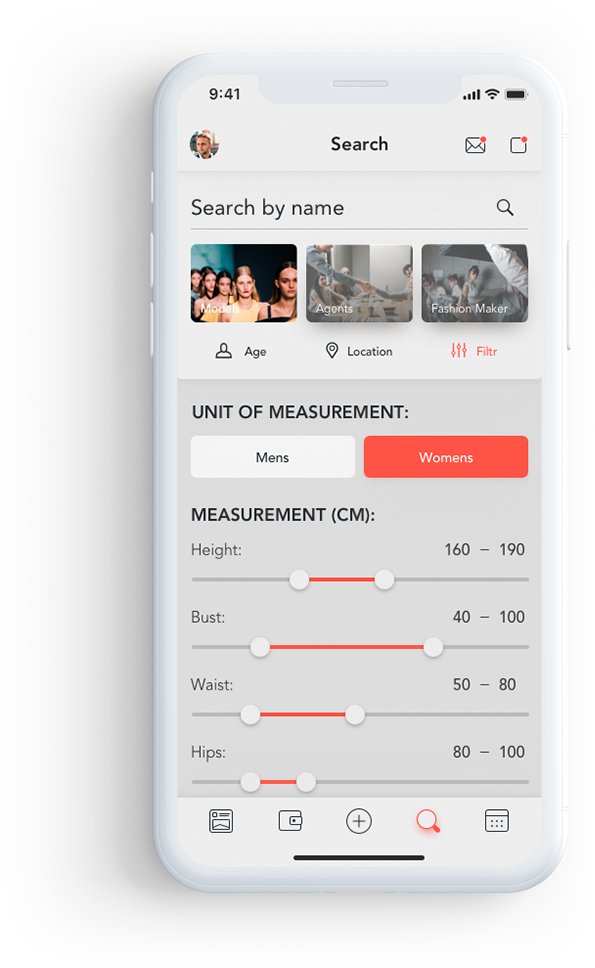 9:41
Search
Search by name
Models Agents Fashion Maker
Age Location Filtr
UNIT OF MEASUREMENT:
Mens Womens
MEASUREMENT (CM):
Height: 160 – 190
Bust: 40 – 100
Waist: 50 – 80
Hips: 80 – 100